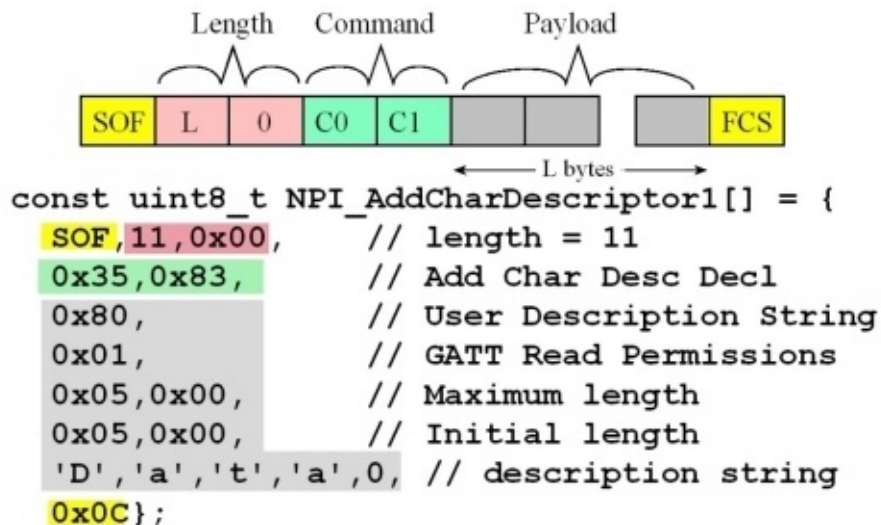 Length Command Payload
SOF L 0 C0 C1 FCS
L bytes
const uint8_t NPI_AddCharDescriptor1[] = {
SOF,11,0x00, // length = 11
0x35,0x83, // Add Char Desc Decl
0x80, // User Description String
0x01, // GATT Read Permissions
0x05,0x00, // Maximum length
0x05,0x00, // Initial length
'D','a','t','a',0, // description string
0x0C};